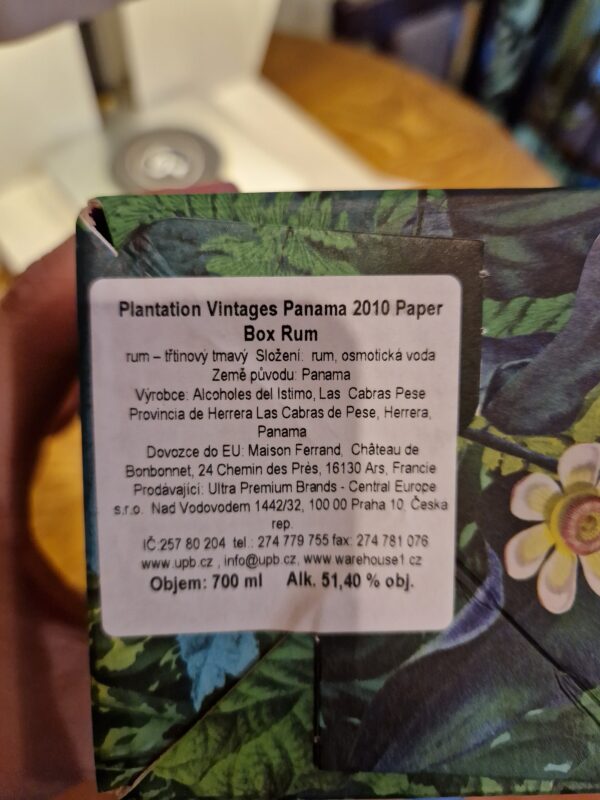 Plantation Vintages Panama 2010 Paper
Box Rum
rum – třtinový tmavý Složení: rum, osmotická voda
Země původu: Panama
Výrobce: Alcoholes del Istimo, Las Cabras Pese
Provincia de Herrera Las Cabras de Pese, Herrera,
Panama
Dovozce do EU: Maison Ferrand, Château de
Bonbonnet, 24 Chemin des Prés, 16130 Ars, Francie
Prodávající: Ultra Premium Brands - Central Europe
s.r.o. Nad Vodovodem 1442/32, 100 00 Praha 10, Česka
rep.
IČ:257 80 204 tel.: 274 779 755 fax: 274 781 076
www.upb.cz , info@upb.cz, www.warehouse1.cz
Objem: 700 ml Alk. 51,40 % obj.